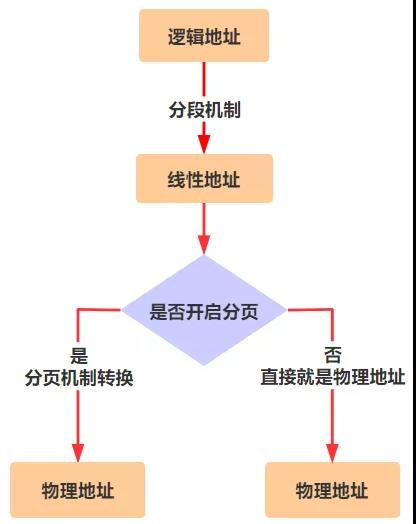 逻辑地址
分段机制
线性地址
是否开启分页
是
分页机制转换
否
直接就是物理地址
物理地址
物理地址